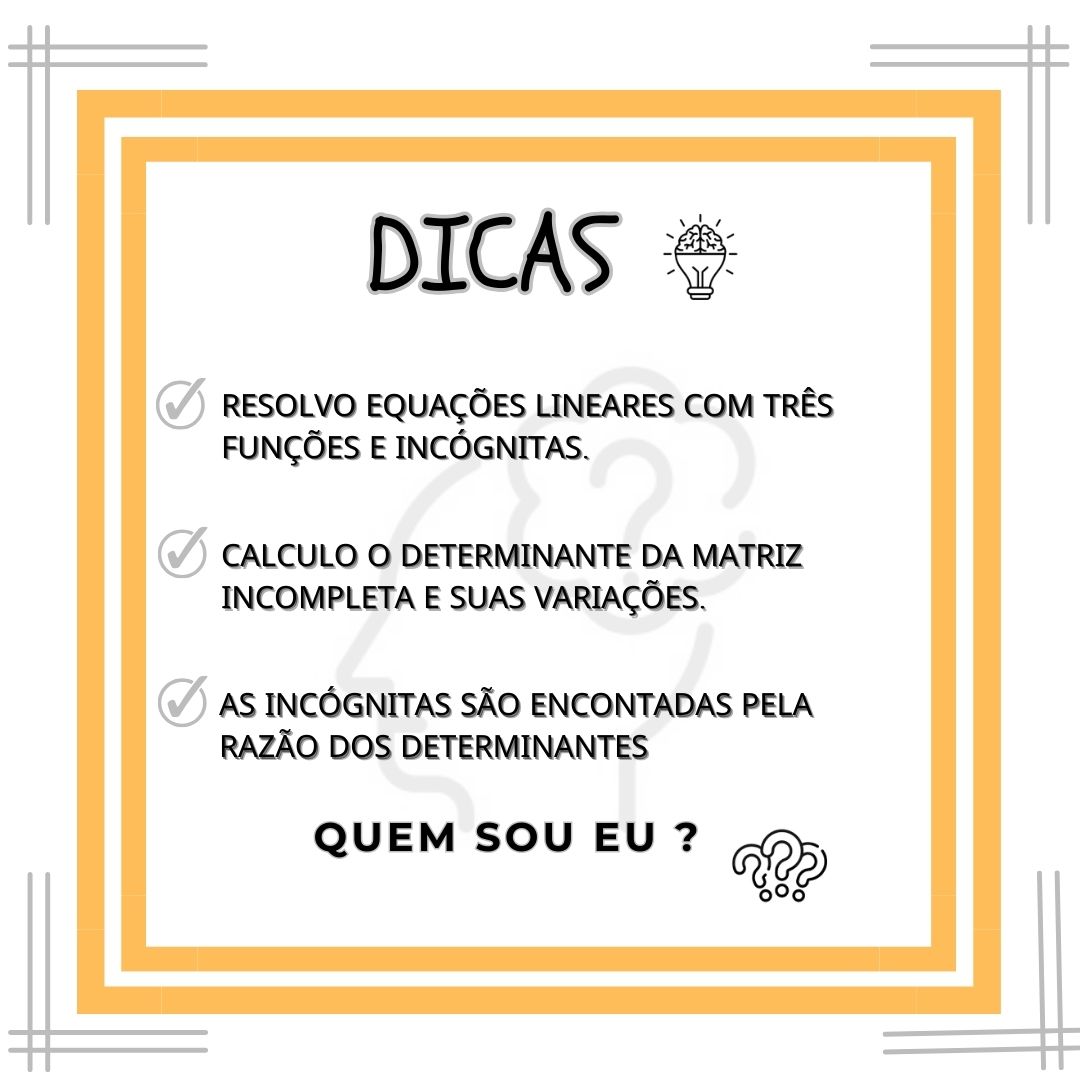 DICAS
RESOLVO EQUAÇÕES LINEARES COM TRÊS
FUNÇÕES E INCÓGNITAS.
CALCULO O DETERMINANTE DA MATRIZ
INCOMPLETA E SUAS VARIAÇÕES.
AS INCÓGNITAS SÃO ENCONTADAS PELA
RAZÃO DOS DETERMINANTES
QUEM SOU EU ?